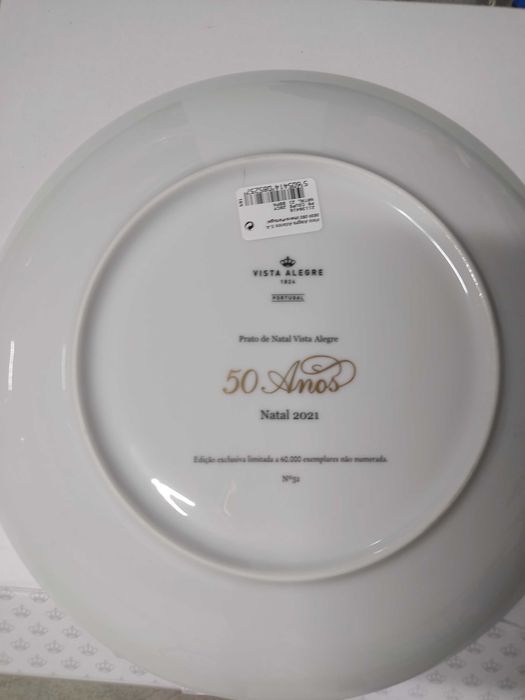 VISTA ALEGRE
1824
PORTUGAL
Prato de Natal Vista Alegre
50 Anos
Natal 2021
Edição exclusiva limitada a 40.000 exemplares não numerada.
Nº51